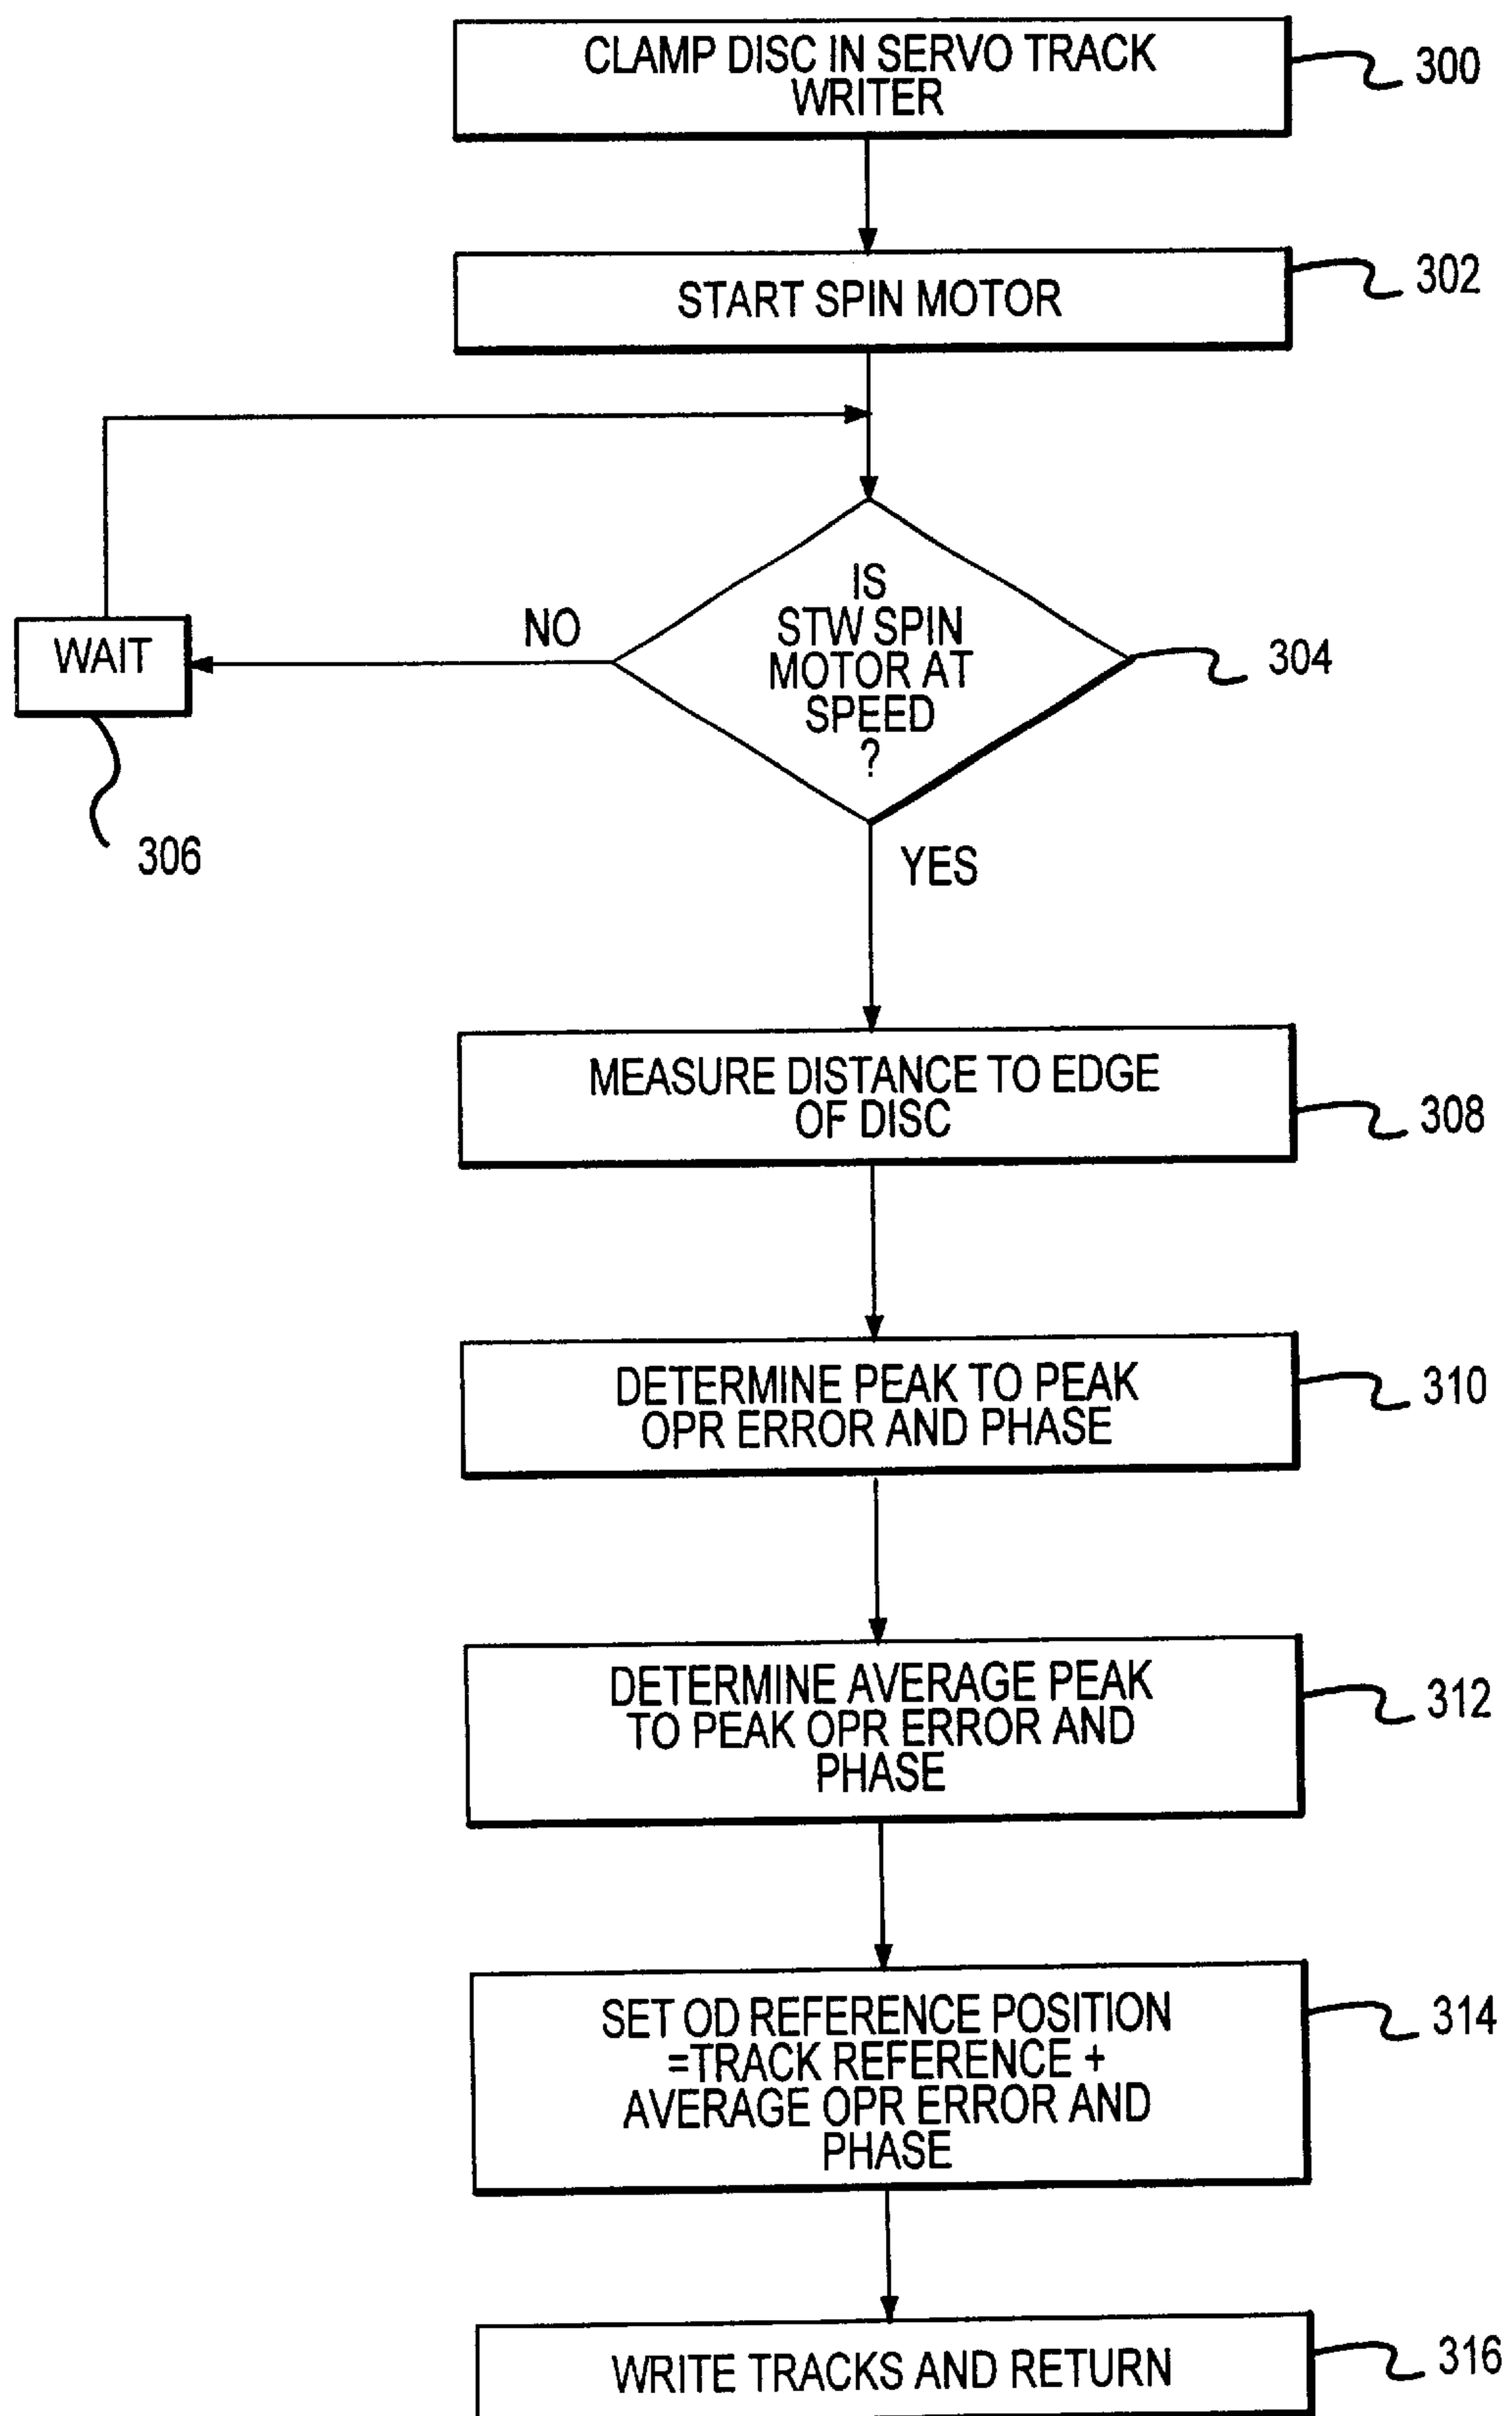 CLAMP DISC IN SERVO TRACK
WRITER
300
START SPIN MOTOR
302
IS
STW SPIN
MOTOR AT
SPEED
?
304
NO
WAIT
306
YES
MEASURE DISTANCE TO EDGE
OF DISC
308
DETERMINE PEAK TO PEAK
OPR ERROR AND PHASE
310
DETERMINE AVERAGE PEAK
TO PEAK OPR ERROR AND
PHASE
312
SET OD REFERENCE POSITION
=TRACK REFERENCE +
AVERAGE OPR ERROR AND
PHASE
314
WRITE TRACKS AND RETURN
316